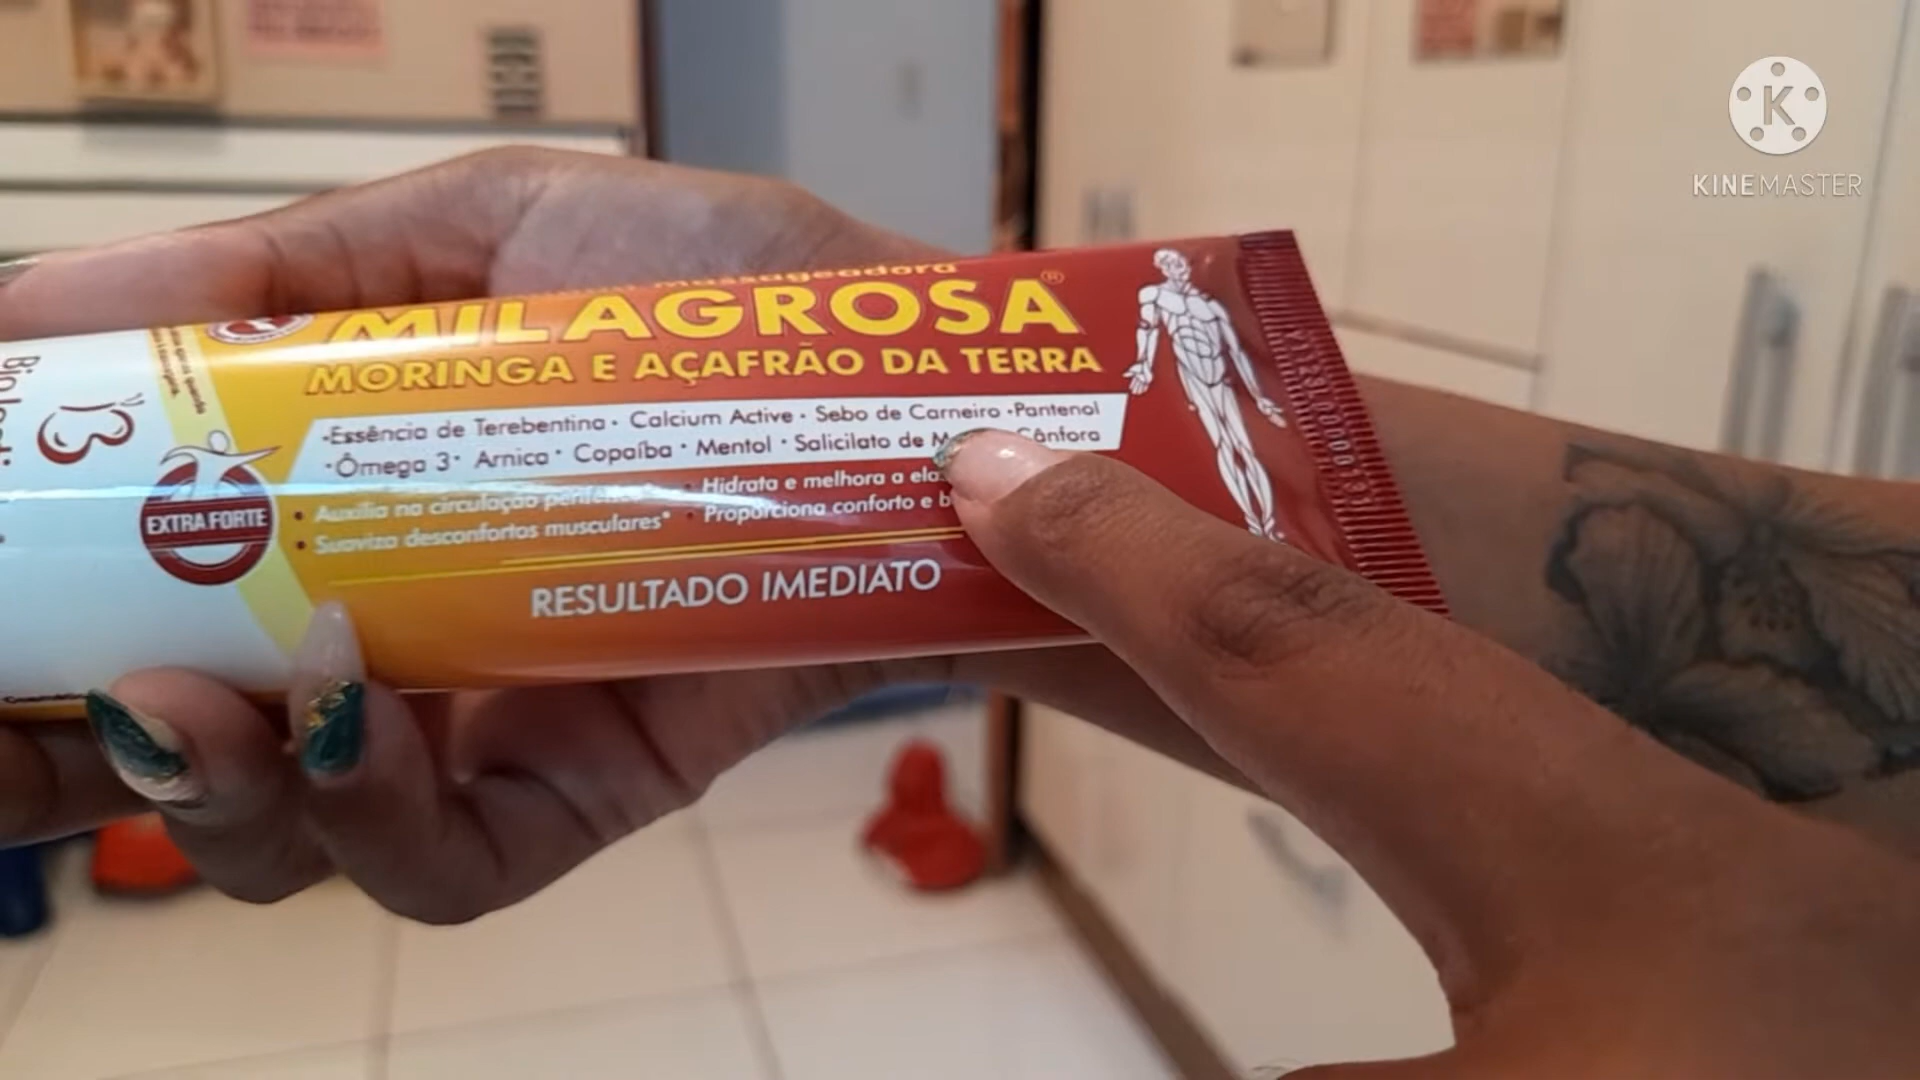 KINEMASTER
Massageadora
MILAGROSA®
MORINGA E AÇAFRÃO DA TERRA
·Essência de Terebentina · Calcium Active · Sebo de Carneiro ·Pantenol
·Ômega 3 · Arnica · Copaíba · Mentol · Salicilato de Cânfora
EXTRA FORTE
• Auxilia na circulação • Hidrata e melhora a
• Suaviza desconfortos musculares* • Proporciona conforto e
RESULTADO IMEDIATO